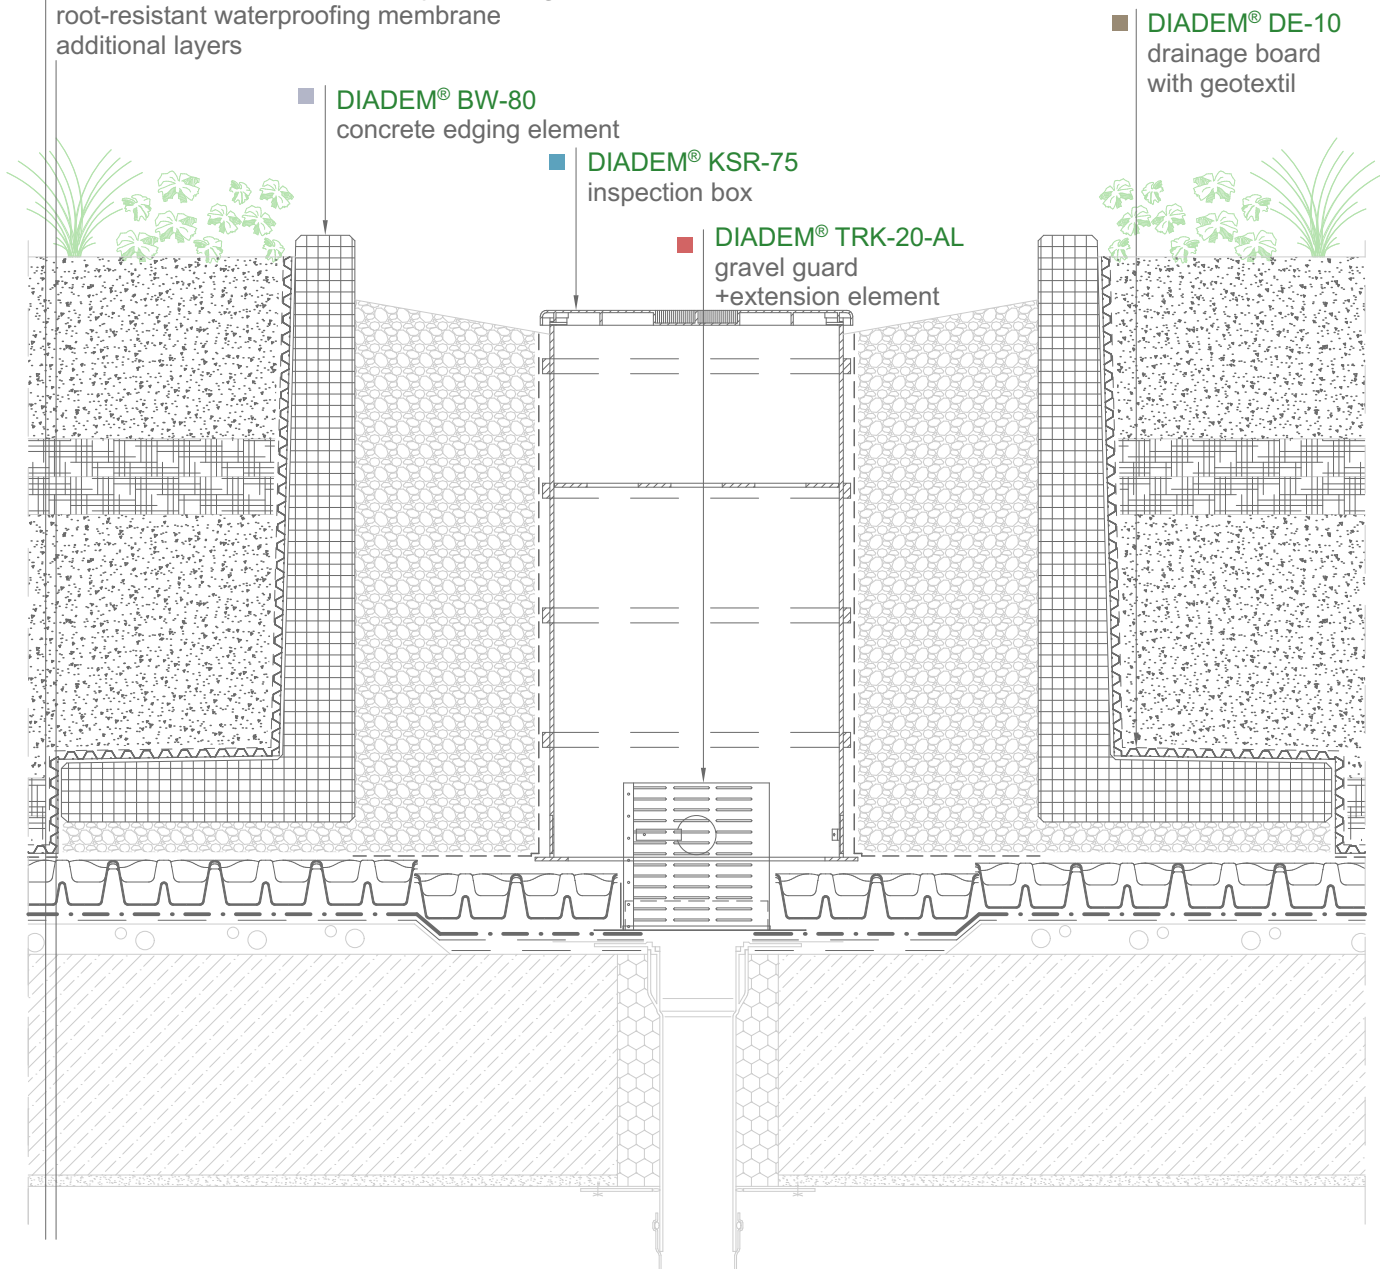 root-resistant waterproofing membrane
additional layers
DIADEM® DE-10
drainage board
with geotextil
DIADEM® BW-80
concrete edging element
DIADEM® KSR-75
inspection box
DIADEM® TRK-20-AL
gravel guard
+extension element